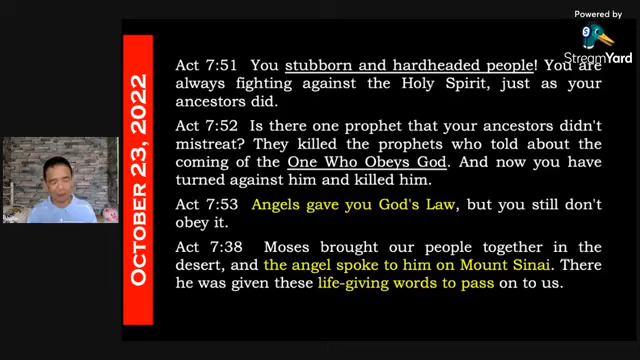 Powered by
StreamYard
OCTOBER 23, 2022
Act 7:51 You stubborn and hardheaded people! You are
always fighting against the Holy Spirit, just as your
ancestors did.
Act 7:52 Is there one prophet that your ancestors didn't
mistreat? They killed the prophets who told about the
coming of the One Who Obeys God. And now you have
turned against him and killed him.
Act 7:53 Angels gave you God's Law, but you still don't
obey it.
Act 7:38 Moses brought our people together in the
desert, and the angel spoke to him on Mount Sinai. There
he was given these life-giving words to pass on to us.